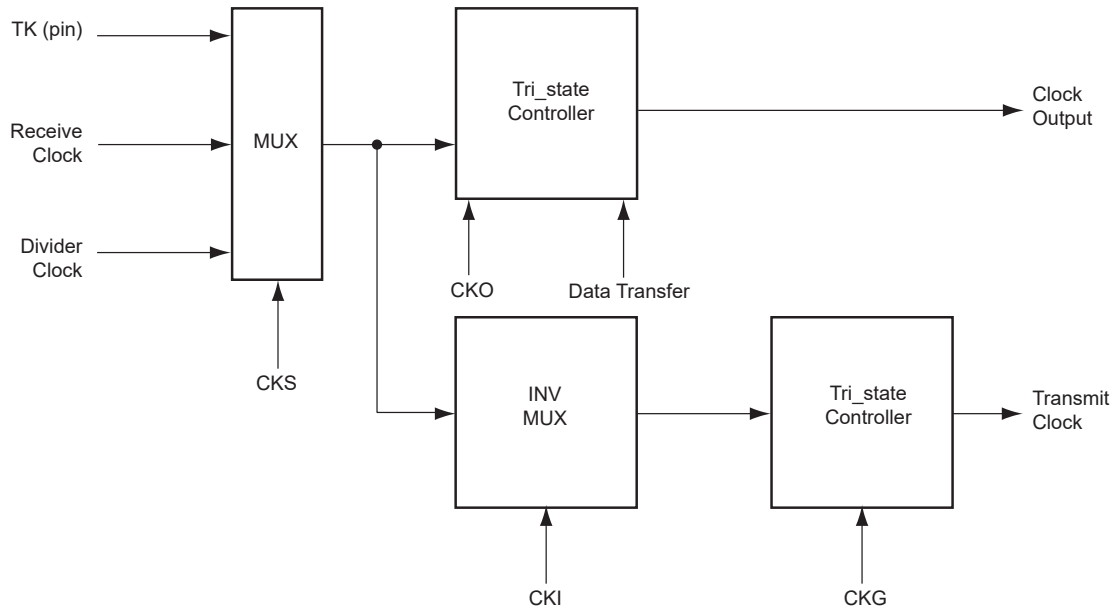 TK (pin)
Receive
Clock
Divider
Clock
MUX
CKS
Tri_state
Controller
CKO
Data Transfer
Clock
Output
INV
MUX
CKI
Tri_state
Controller
CKG
Transmit
Clock